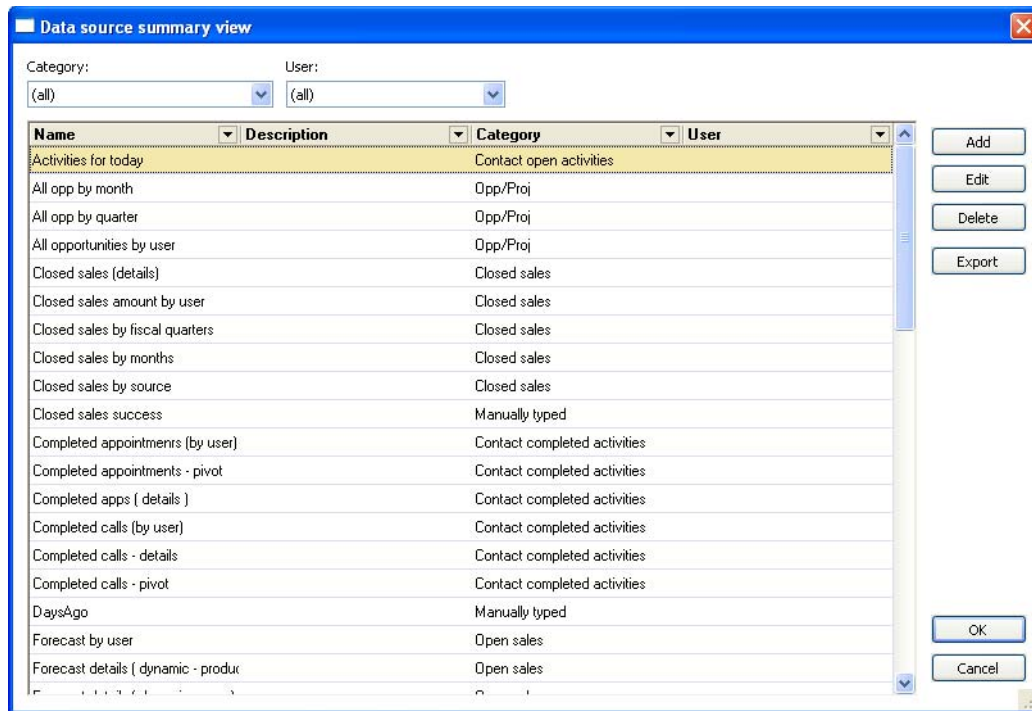 Data source summary view
Category: User:
(all) (all)
Name Description Category User
Activities for today Contact open activities
All opp by month Opp/Proj
All opp by quarter Opp/Proj
All opportunities by user Opp/Proj
Closed sales (details) Closed sales
Closed sales amount by user Closed sales
Closed sales by fiscal quarters Closed sales
Closed sales by months Closed sales
Closed sales by source Closed sales
Closed sales success Manually typed
Completed appointmenrs (by user) Contact completed activities
Completed appointments - pivot Contact completed activities
Completed apps ( details ) Contact completed activities
Completed calls (by user) Contact completed activities
Completed calls - details Contact completed activities
Completed calls - pivot Contact completed activities
DaysAgo Manually typed
Forecast by user Open sales
Forecast details ( dynamic - produc Open sales
Add
Edit
Delete
Export
OK
Cancel